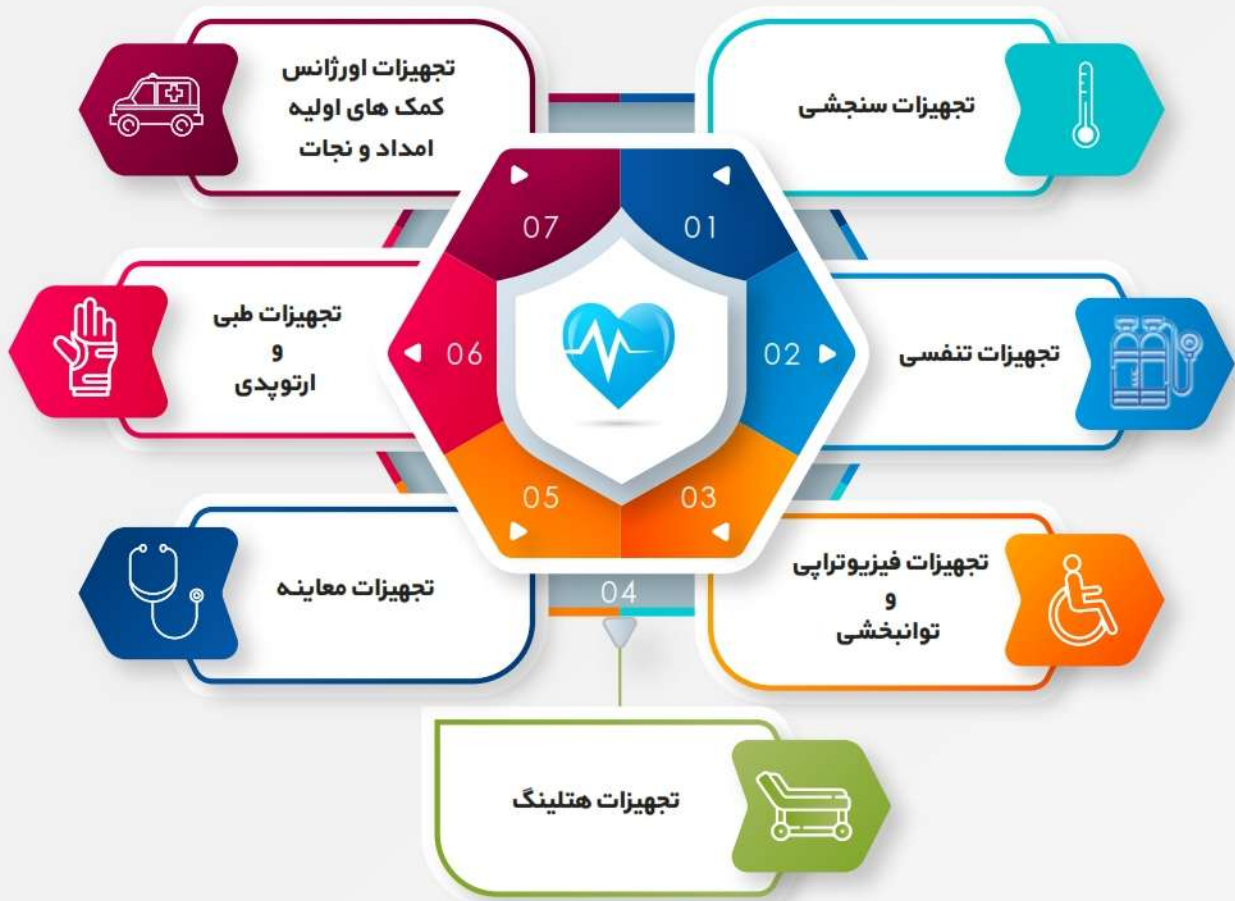 تجهیزات سنجشی
01
تجهیزات تنفسی
02
تجهیزات فیزیوتراپی
و
توانبخشی
03
تجهیزات هتلینگ
04
تجهیزات معاینه
05
تجهیزات طبی
و
ارتوپدی
06
تجهیزات اورژانس
کمک های اولیه
امداد و نجات
07